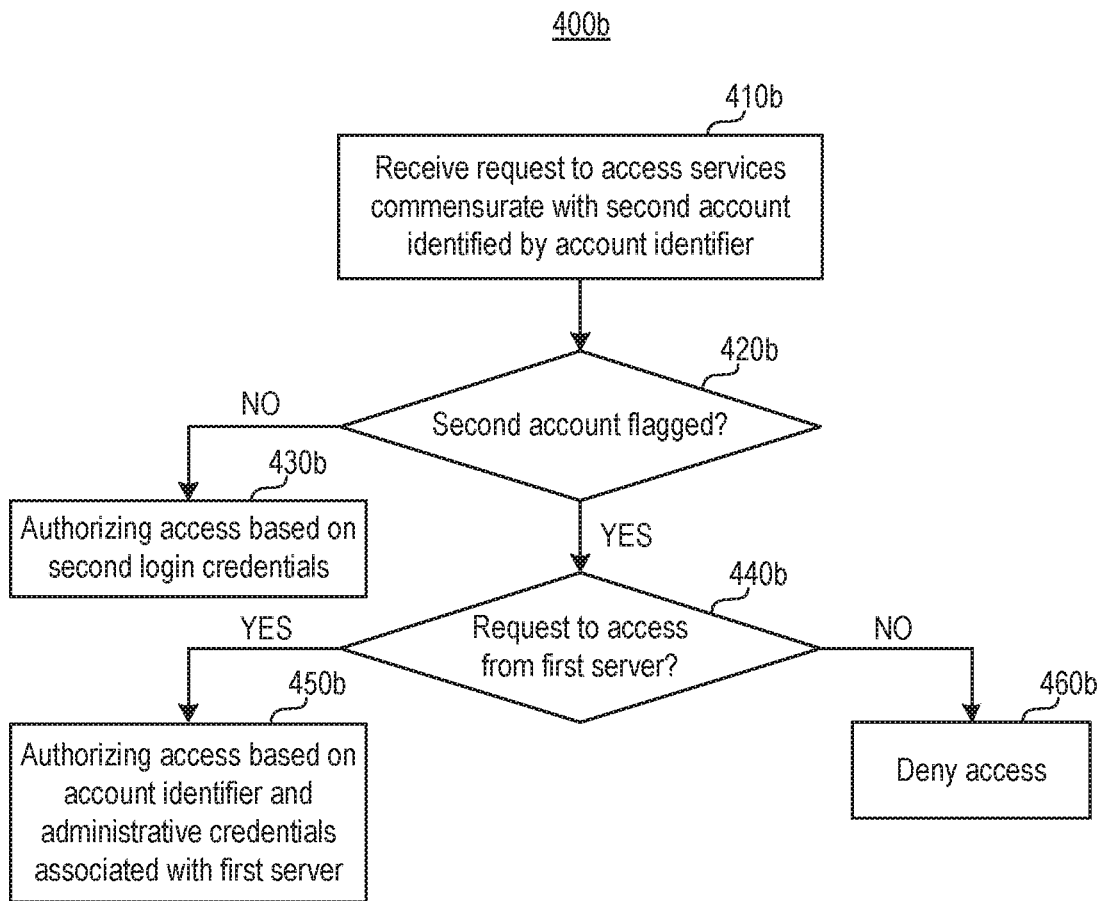 400b
410b
Receive request to access services
commensurate with second account
identified by account identifier
420b
NO
Second account flagged?
430b
Authorizing access based on
second login credentials
YES
440b
YES
Request to access
from first server?
NO
450b
460b
Authorizing access based on
account identifier and
administrative credentials
associated with first server
Deny access